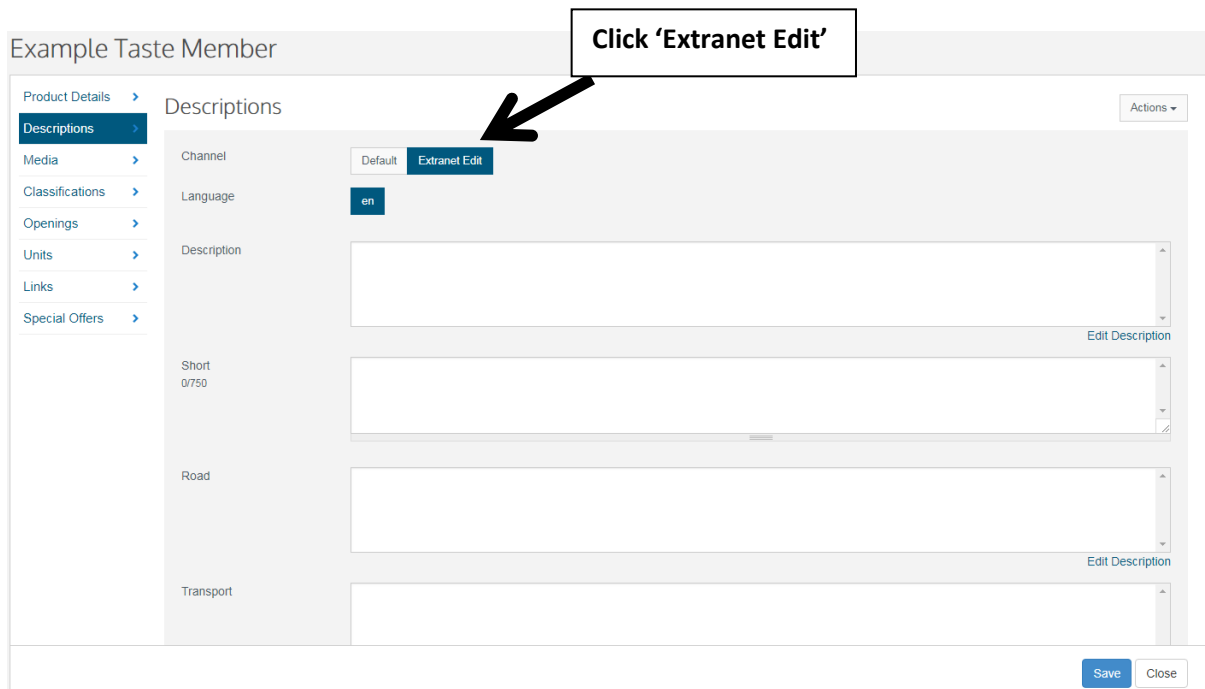 Click ‘Extranet Edit’
Example Taste Member
Product Details
Descriptions
Media
Classifications
Openings
Units
Links
Special Offers
Descriptions
Actions
Channel
Default Extranet Edit
Language
en
Description
Edit Description
Short
0/750
Road
Edit Description
Transport
Save Close